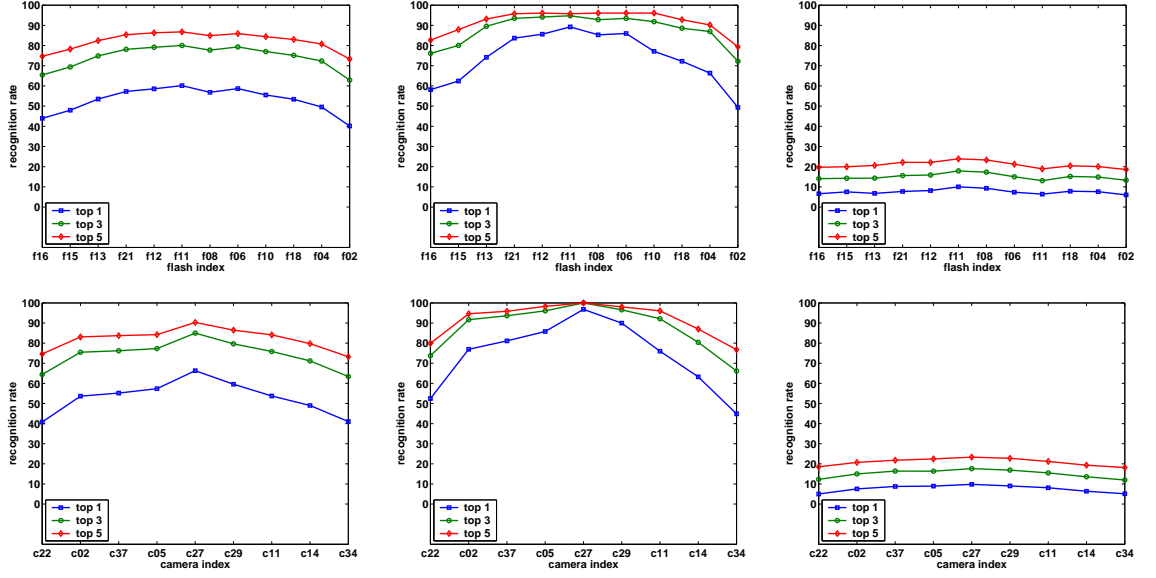 100
90
80
70
60
50
40
30
20
10
0
recognition rate
top 1
top 3
top 5
f16 f15 f13 f21 f12 f11 f08 f06 f10 f18 f04 f02
flash index
100
90
80
70
60
50
40
30
20
10
0
recognition rate
top 1
top 3
top 5
f16 f15 f13 f21 f12 f11 f08 f06 f10 f18 f04 f02
flash index
100
90
80
70
60
50
40
30
20
10
0
recognition rate
top 1
top 3
top 5
f16 f15 f13 f21 f12 f11 f08 f06 f11 f18 f04 f02
flash index
100
90
80
70
60
50
40
30
20
10
0
recognition rate
top 1
top 3
top 5
c22 c02 c37 c05 c27 c29 c11 c14 c34
camera index
100
90
80
70
60
50
40
30
20
10
0
recognition rate
top 1
top 3
top 5
c22 c02 c37 c05 c27 c29 c11 c14 c34
camera index
100
90
80
70
60
50
40
30
20
10
0
recognition rate
top 1
top 3
top 5
c22 c02 c37 c05 c27 c29 c11 c14 c34
camera index